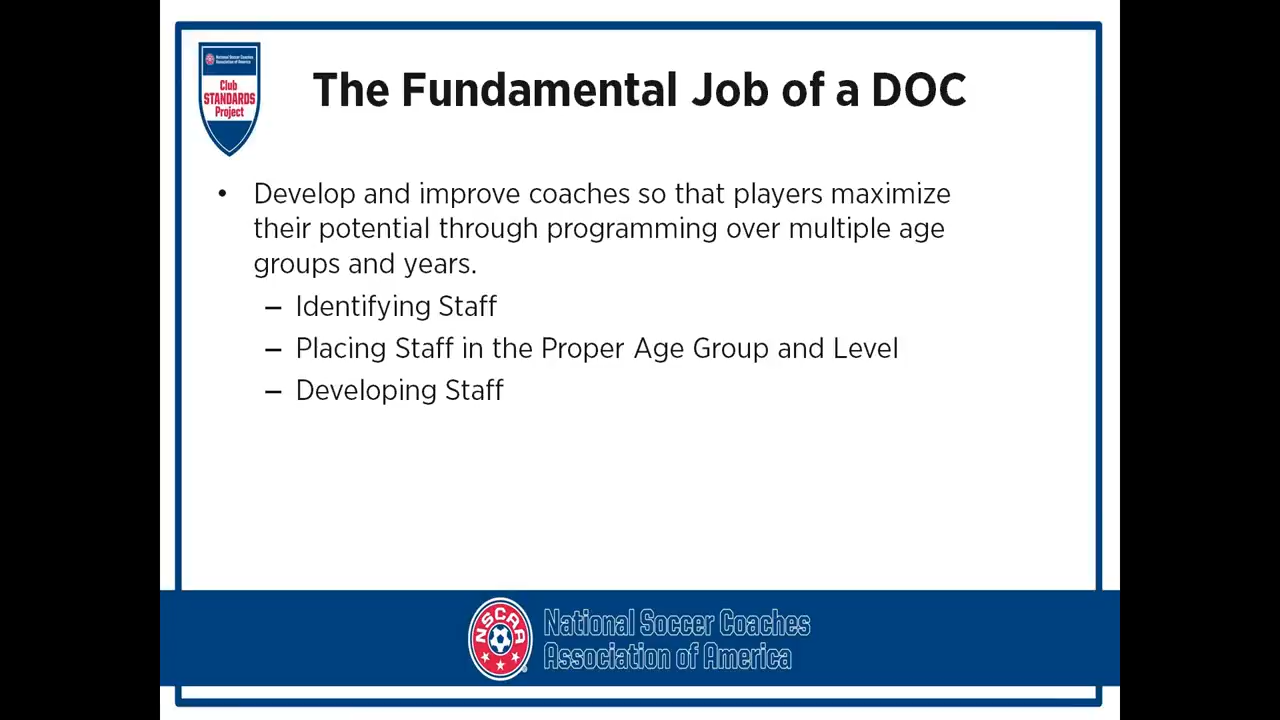 National Soccer Coaches
Association of America
Club
STANDARDS
Project
The Fundamental Job of a DOC
• Develop and improve coaches so that players maximize
their potential through programming over multiple age
groups and years.
– Identifying Staff
– Placing Staff in the Proper Age Group and Level
– Developing Staff
NSCAA
National Soccer Coaches
Association of America